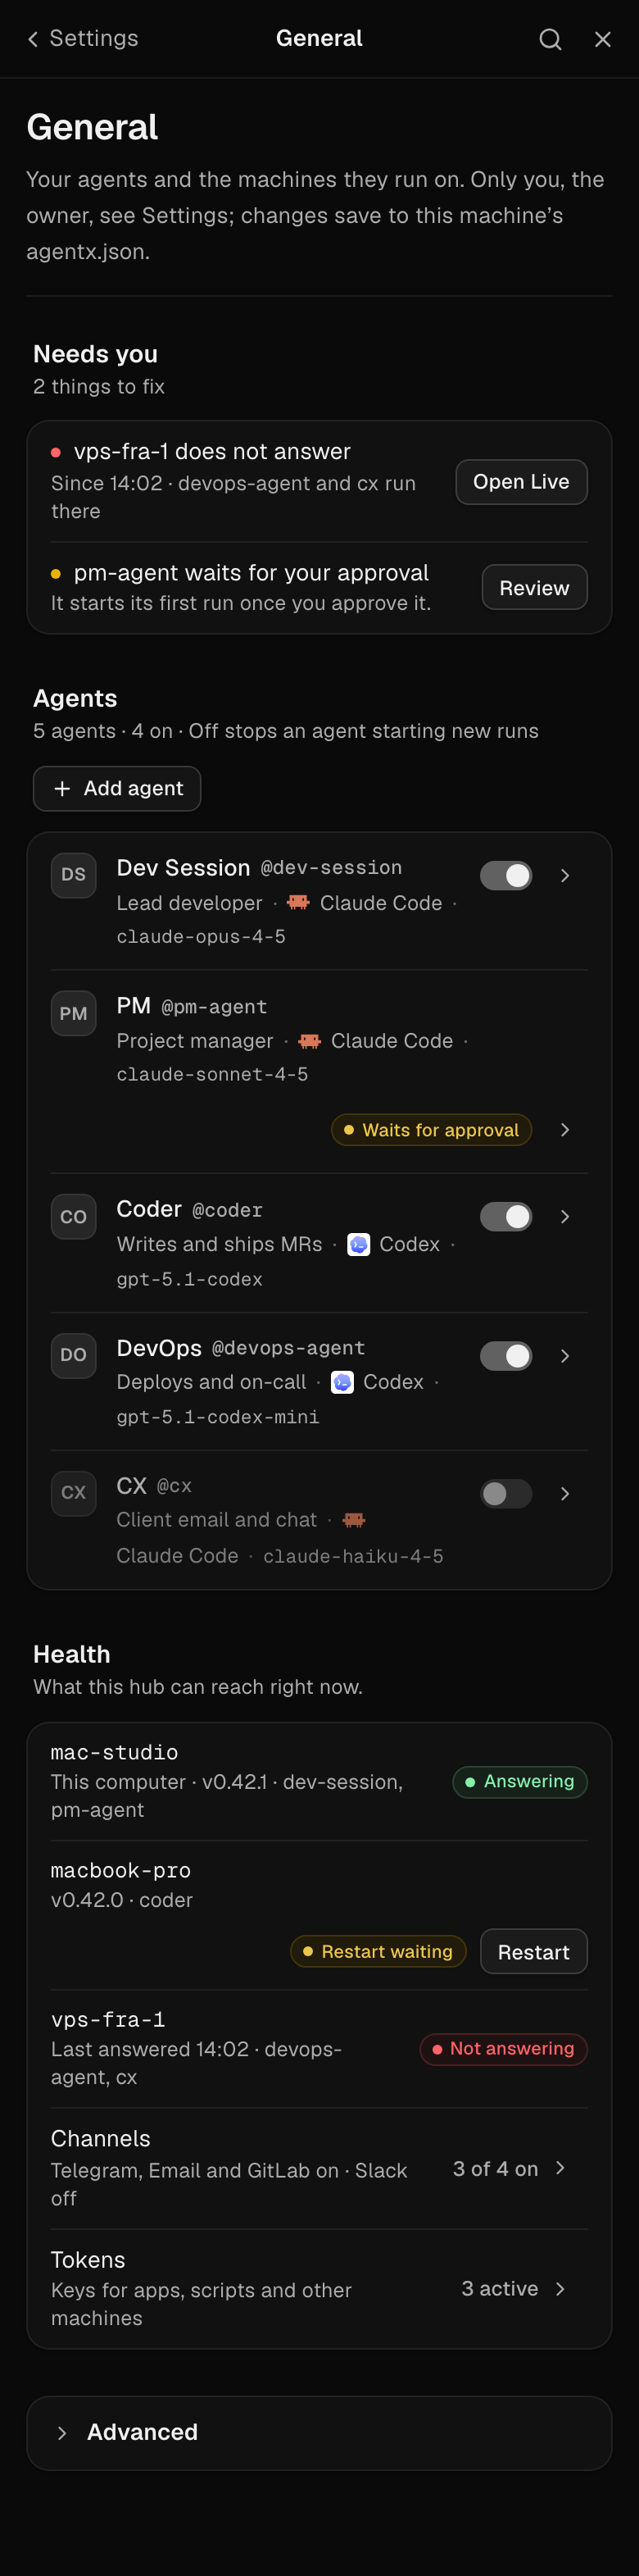 Settings
General
General
Your agents and the machines they run on. Only you, the
owner, see Settings; changes save to this machine’s
agentx.json.
Needs you
2 things to fix
vps-fra-1 does not answer
Since 14:02 · devops-agent and cx run
there
Open Live
pm-agent waits for your approval
It starts its first run once you approve it.
Review
Agents
5 agents · 4 on · Off stops an agent starting new runs
Add agent
DS
Dev Session @dev-session
Lead developer · Claude Code ·
claude-opus-4-5
PM
PM @pm-agent
Project manager · Claude Code ·
claude-sonnet-4-5
Waits for approval
CO
Coder @coder
Writes and ships MRs · Codex ·
gpt-5.1-codex
DO
DevOps @devops-agent
Deploys and on-call · Codex ·
gpt-5.1-codex-mini
CX
CX @cx
Client email and chat ·
Claude Code · claude-haiku-4-5
Health
What this hub can reach right now.
mac-studio
This computer · v0.42.1 · dev-session,
pm-agent
Answering
macbook-pro
v0.42.0 · coder
Restart waiting
Restart
vps-fra-1
Last answered 14:02 · devops-
agent, cx
Not answering
Channels
Telegram, Email and GitLab on · Slack
off
3 of 4 on
Tokens
Keys for apps, scripts and other
machines
3 active
Advanced